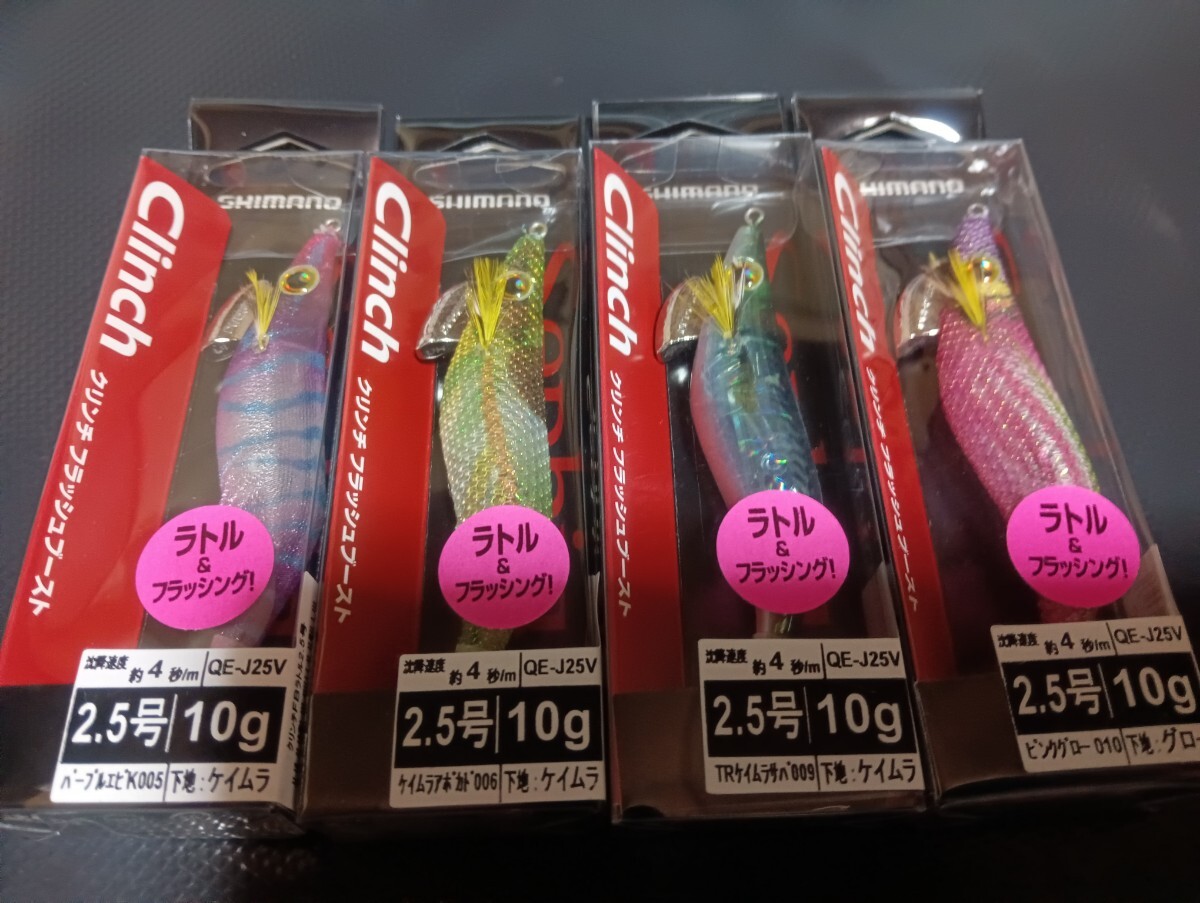 SHIMANO
Clinch
クリンチ フラッシュブースト
ラトル
&
フラッシング!
沈降速度 約4秒/m QE-J25V
2.5号 10g
パープルエビK005 下地:ケイムラ
SHIMANO
Clinch
クリンチ フラッシュブースト
ラトル
&
フラッシング!
沈降速度 約4秒/m QE-J25V
2.5号 10g
ケイムラアボカド006 下地:ケイムラ
SHIMANO
Clinch
クリンチ フラッシュブースト
ラトル
&
フラッシング!
沈降速度 約4秒/m QE-J25V
2.5号 10g
TRケイムラサバ009 下地:ケイムラ
SHIMANO
Clinch
クリンチ フラッシュブースト
ラトル
&
フラッシング!
沈降速度 約4秒/m QE-J25V
2.5号 10g
ピンクグロー010 下地:グロー